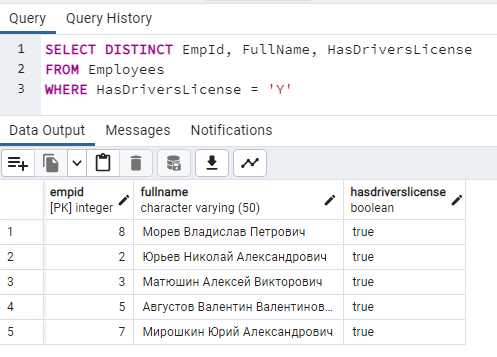 Query Query History
1 SELECT DISTINCT EmpId, FullName, HasDriversLicense
2 FROM Employees
3 WHERE HasDriversLicense = 'Y'
Data Output Messages Notifications
empid fullname hasdriverslicense
[PK] integer character varying (50) boolean
1 8 Морев Владислав Петрович true
2 2 Юрьев Николай Александрович true
3 3 Матюшин Алексей Викторович true
4 5 Августов Валентин Валентинов... true
5 7 Мирошкин Юрий Александрович true